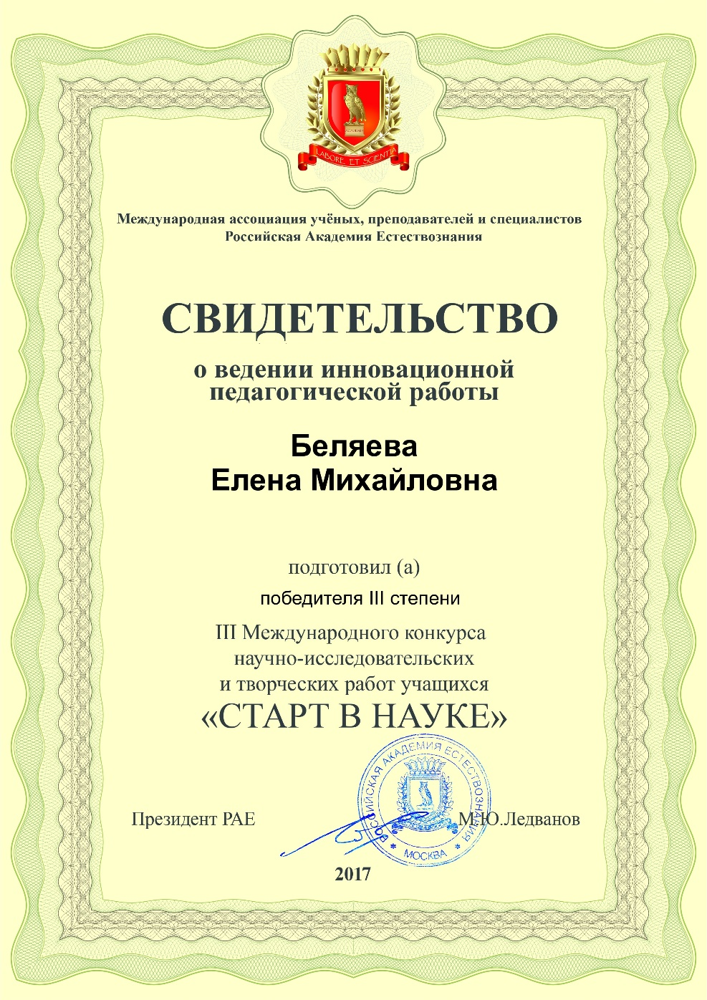 ACADEMIA
LABORE ET SCIENTIA
Международная ассоциация учёных, преподавателей и специалистов
Российская Академия Естествознания
СВИДЕТЕЛЬСТВО
о ведении инновационной
педагогической работы
Беляева
Елена Михайловна
подготовил (а)
победителя III степени
III Международного конкурса
научно-исследовательских
и творческих работ учащихся
«СТАРТ В НАУКЕ»
РОССИЙСКАЯ АКАДЕМИЯ ЕСТЕСТВОЗНАНИЯ
* МОСКВА *
Президент РАЕ
М.Ю.Ледванов
2017